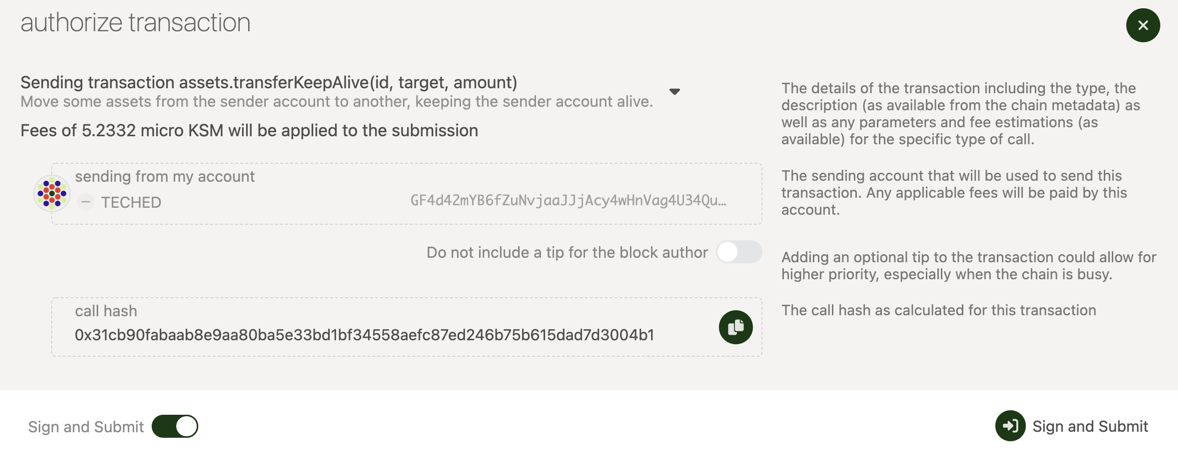 authorize transaction
Sending transaction assets.transferKeepAlive(id, target, amount)
Move some assets from the sender account to another, keeping the sender account alive.
Fees of 5.2332 micro KSM will be applied to the submission
The details of the transaction including the type, the
description (as available from the chain metadata) as
well as any parameters and fee estimations (as
available) for the specific type of call.
sending from my account
TECHED
GF4d42mYB6fZuNvjaaJJjAcy4wHnVag4U34Qu…
The sending account that will be used to send this
transaction. Any applicable fees will be paid by this
account.
Do not include a tip for the block author
Adding an optional tip to the transaction could allow for
higher priority, especially when the chain is busy.
call hash
0x31cb90fabaab8e9aa80ba5e33bd1bf34558aefc87ed246b75b615dad7d3004b1
The call hash as calculated for this transaction
Sign and Submit
Sign and Submit